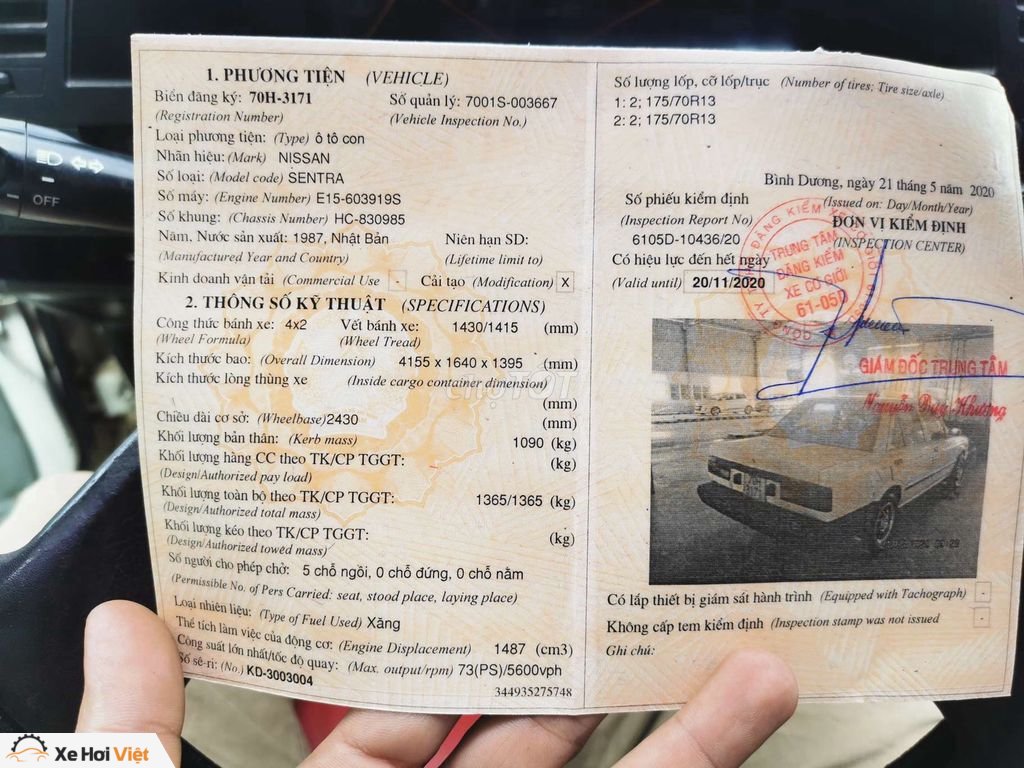 1. PHƯƠNG TIỆN (VEHICLE)
Biển đăng ký: 70H-3171 Số quản lý: 7001S-003667
(Registration Number) (Vehicle Inspection No.)
Loại phương tiện: (Type) ô tô con
Nhãn hiệu: (Mark) NISSAN
Số loại: (Model code) SENTRA
Số máy: (Engine Number) E15-603919S
Số khung: (Chassis Number) HC-830985
Năm, Nước sản xuất: 1987, Nhật Bản Niên hạn SD:
(Manufactured Year and Country) (Lifetime limit to)
Kinh doanh vận tải (Commercial Use - Cải tạo (Modification) X
2. THÔNG SỐ KỸ THUẬT (SPECIFICATIONS)
Công thức bánh xe: 4x2 Vết bánh xe: 1430/1415 (mm)
(Wheel Formula) (Wheel Tread)
Kích thước bao: (Overall Dimension) 4155 x 1640 x 1395 (mm)
Kích thước lòng thùng xe (Inside cargo container dimension)
(mm)
Chiều dài cơ sở: (Wheelbase) 2430 (mm)
Khối lượng bản thân: (Kerb mass) 1090 (kg)
Khối lượng hàng CC theo TK/CP TGGT: (kg)
(Design/Authorized pay load)
Khối lượng toàn bộ theo TK/CP TGGT: 1365/1365 (kg)
(Design/Authorized total mass)
Khối lượng kéo theo TK/CP TGGT: (kg)
(Design/Authorized towed mass)
Số người cho phép chở: 5 chỗ ngồi, 0 chỗ đứng, 0 chỗ nằm
(Permissible No. of Pers Carried: seat, stood place, laying place)
Loại nhiên liệu: (Type of Fuel Used) Xăng
Thể tích làm việc của động cơ: (Engine Displacement) 1487 (cm3)
Công suất lớn nhất/tốc độ quay: (Max. output/rpm) 73(PS)/5600vph
Số sê-ri: (No.) KD-3003004
344935275748
Số lượng lốp, cỡ lốp/trục (Number of tires; Tire size/axle)
1: 2; 175/70R13
2: 2; 175/70R13
Bình Dương, ngày 21 tháng 5 năm 2020
Số phiếu kiểm định (Issued on: Day/Month/Year)
(Inspection Report No) ĐƠN VỊ KIỂM ĐỊNH
6105D-10436/20 (INSPECTION CENTER)
Có hiệu lực đến hết ngày
(Valid until) 20/11/2020
TRUNG TÂM
ĐĂNG KIỂM
XE CƠ GIỚI
61-05D
GIÁM ĐỐC TRUNG TÂM
Nguyễn Duy Khương
Có lắp thiết bị giám sát hành trình (Equipped with Tachograph) -
Không cấp tem kiểm định (Inspection stamp was not issued -
Ghi chú:
OFF
CHỢ TỐT
Xe Hơi Việt